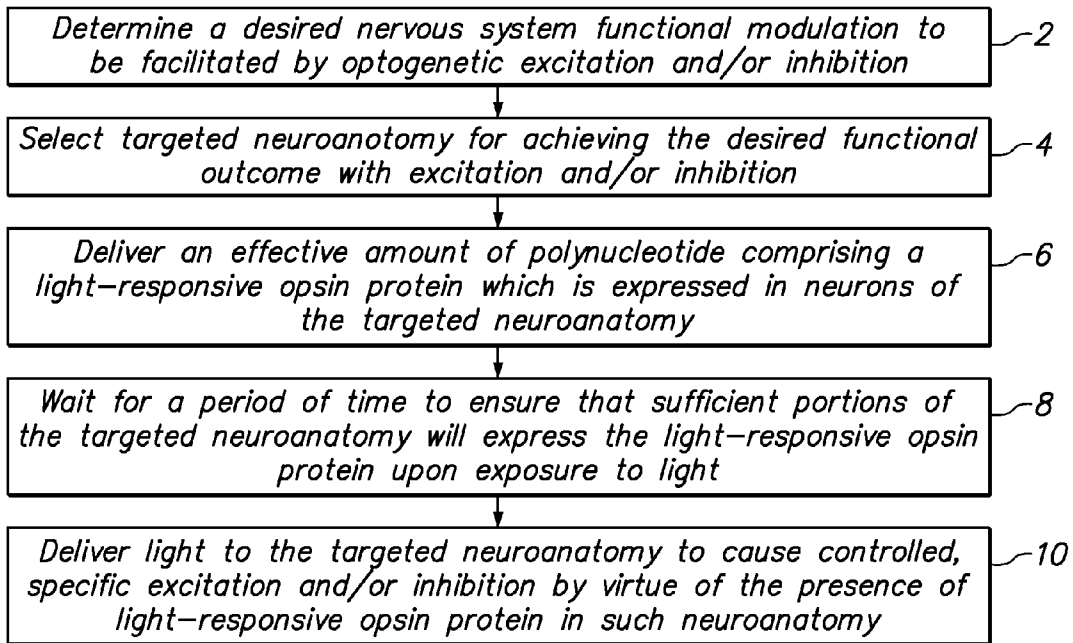 Determine a desired nervous system functional modulation to
be facilitated by optogenetic excitation and/or inhibition
2
Select targeted neuroanotomy for achieving the desired functional
outcome with excitation and/or inhibition
4
Deliver an effective amount of polynucleotide comprising a
light-responsive opsin protein which is expressed in neurons of
the targeted neuroanatomy
6
Wait for a period of time to ensure that sufficient portions of
the targeted neuroanatomy will express the light-responsive opsin
protein upon exposure to light
8
Deliver light to the targeted neuroanatomy to cause controlled,
specific excitation and/or inhibition by virtue of the presence of
light-responsive opsin protein in such neuroanatomy
10